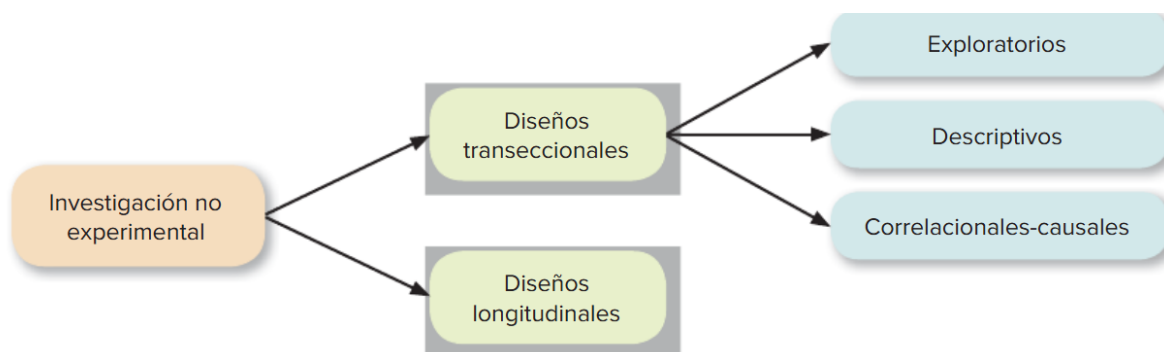 Investigación no
experimental
Diseños
transeccionales
Diseños
longitudinales
Exploratorios
Descriptivos
Correlacionales-causales